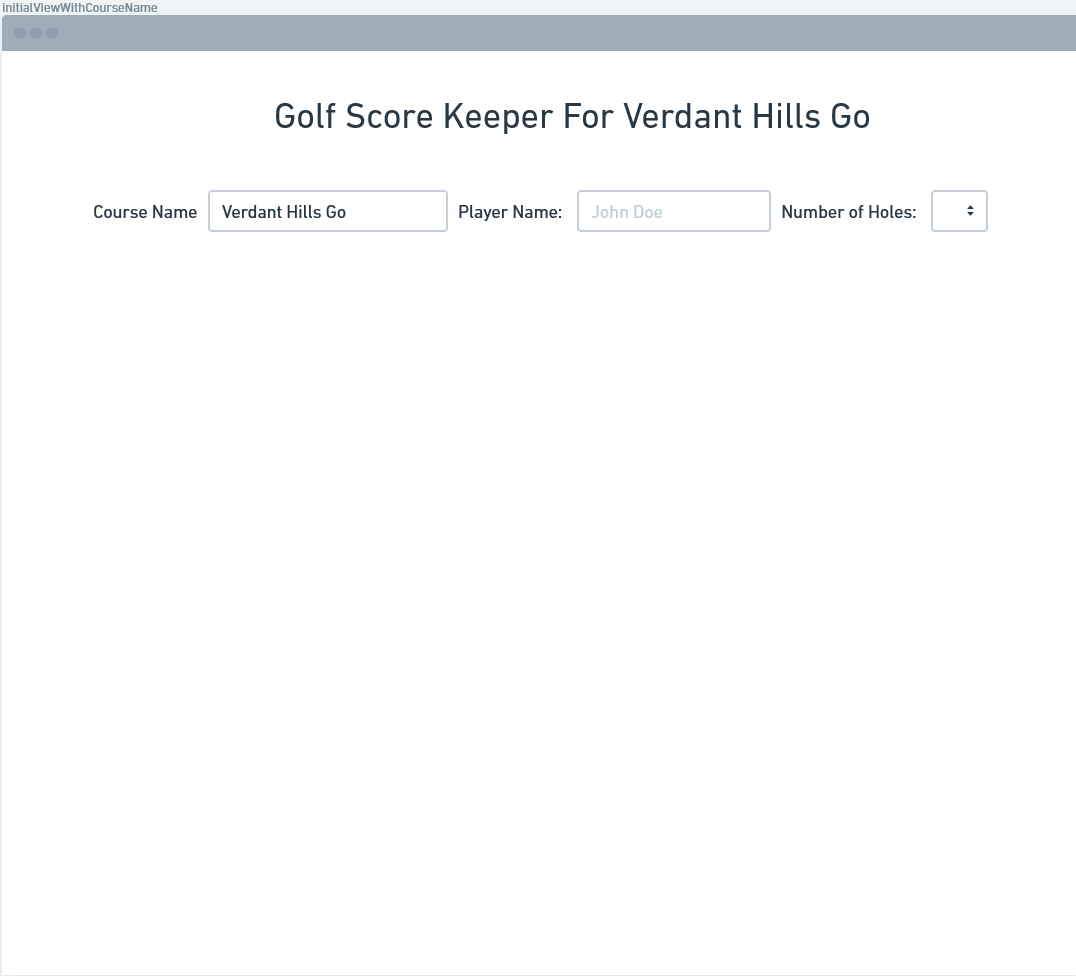 initialViewWithCourseName
Golf Score Keeper For Verdant Hills Go
Course Name Verdant Hills Go Player Name: John Doe Number of Holes: